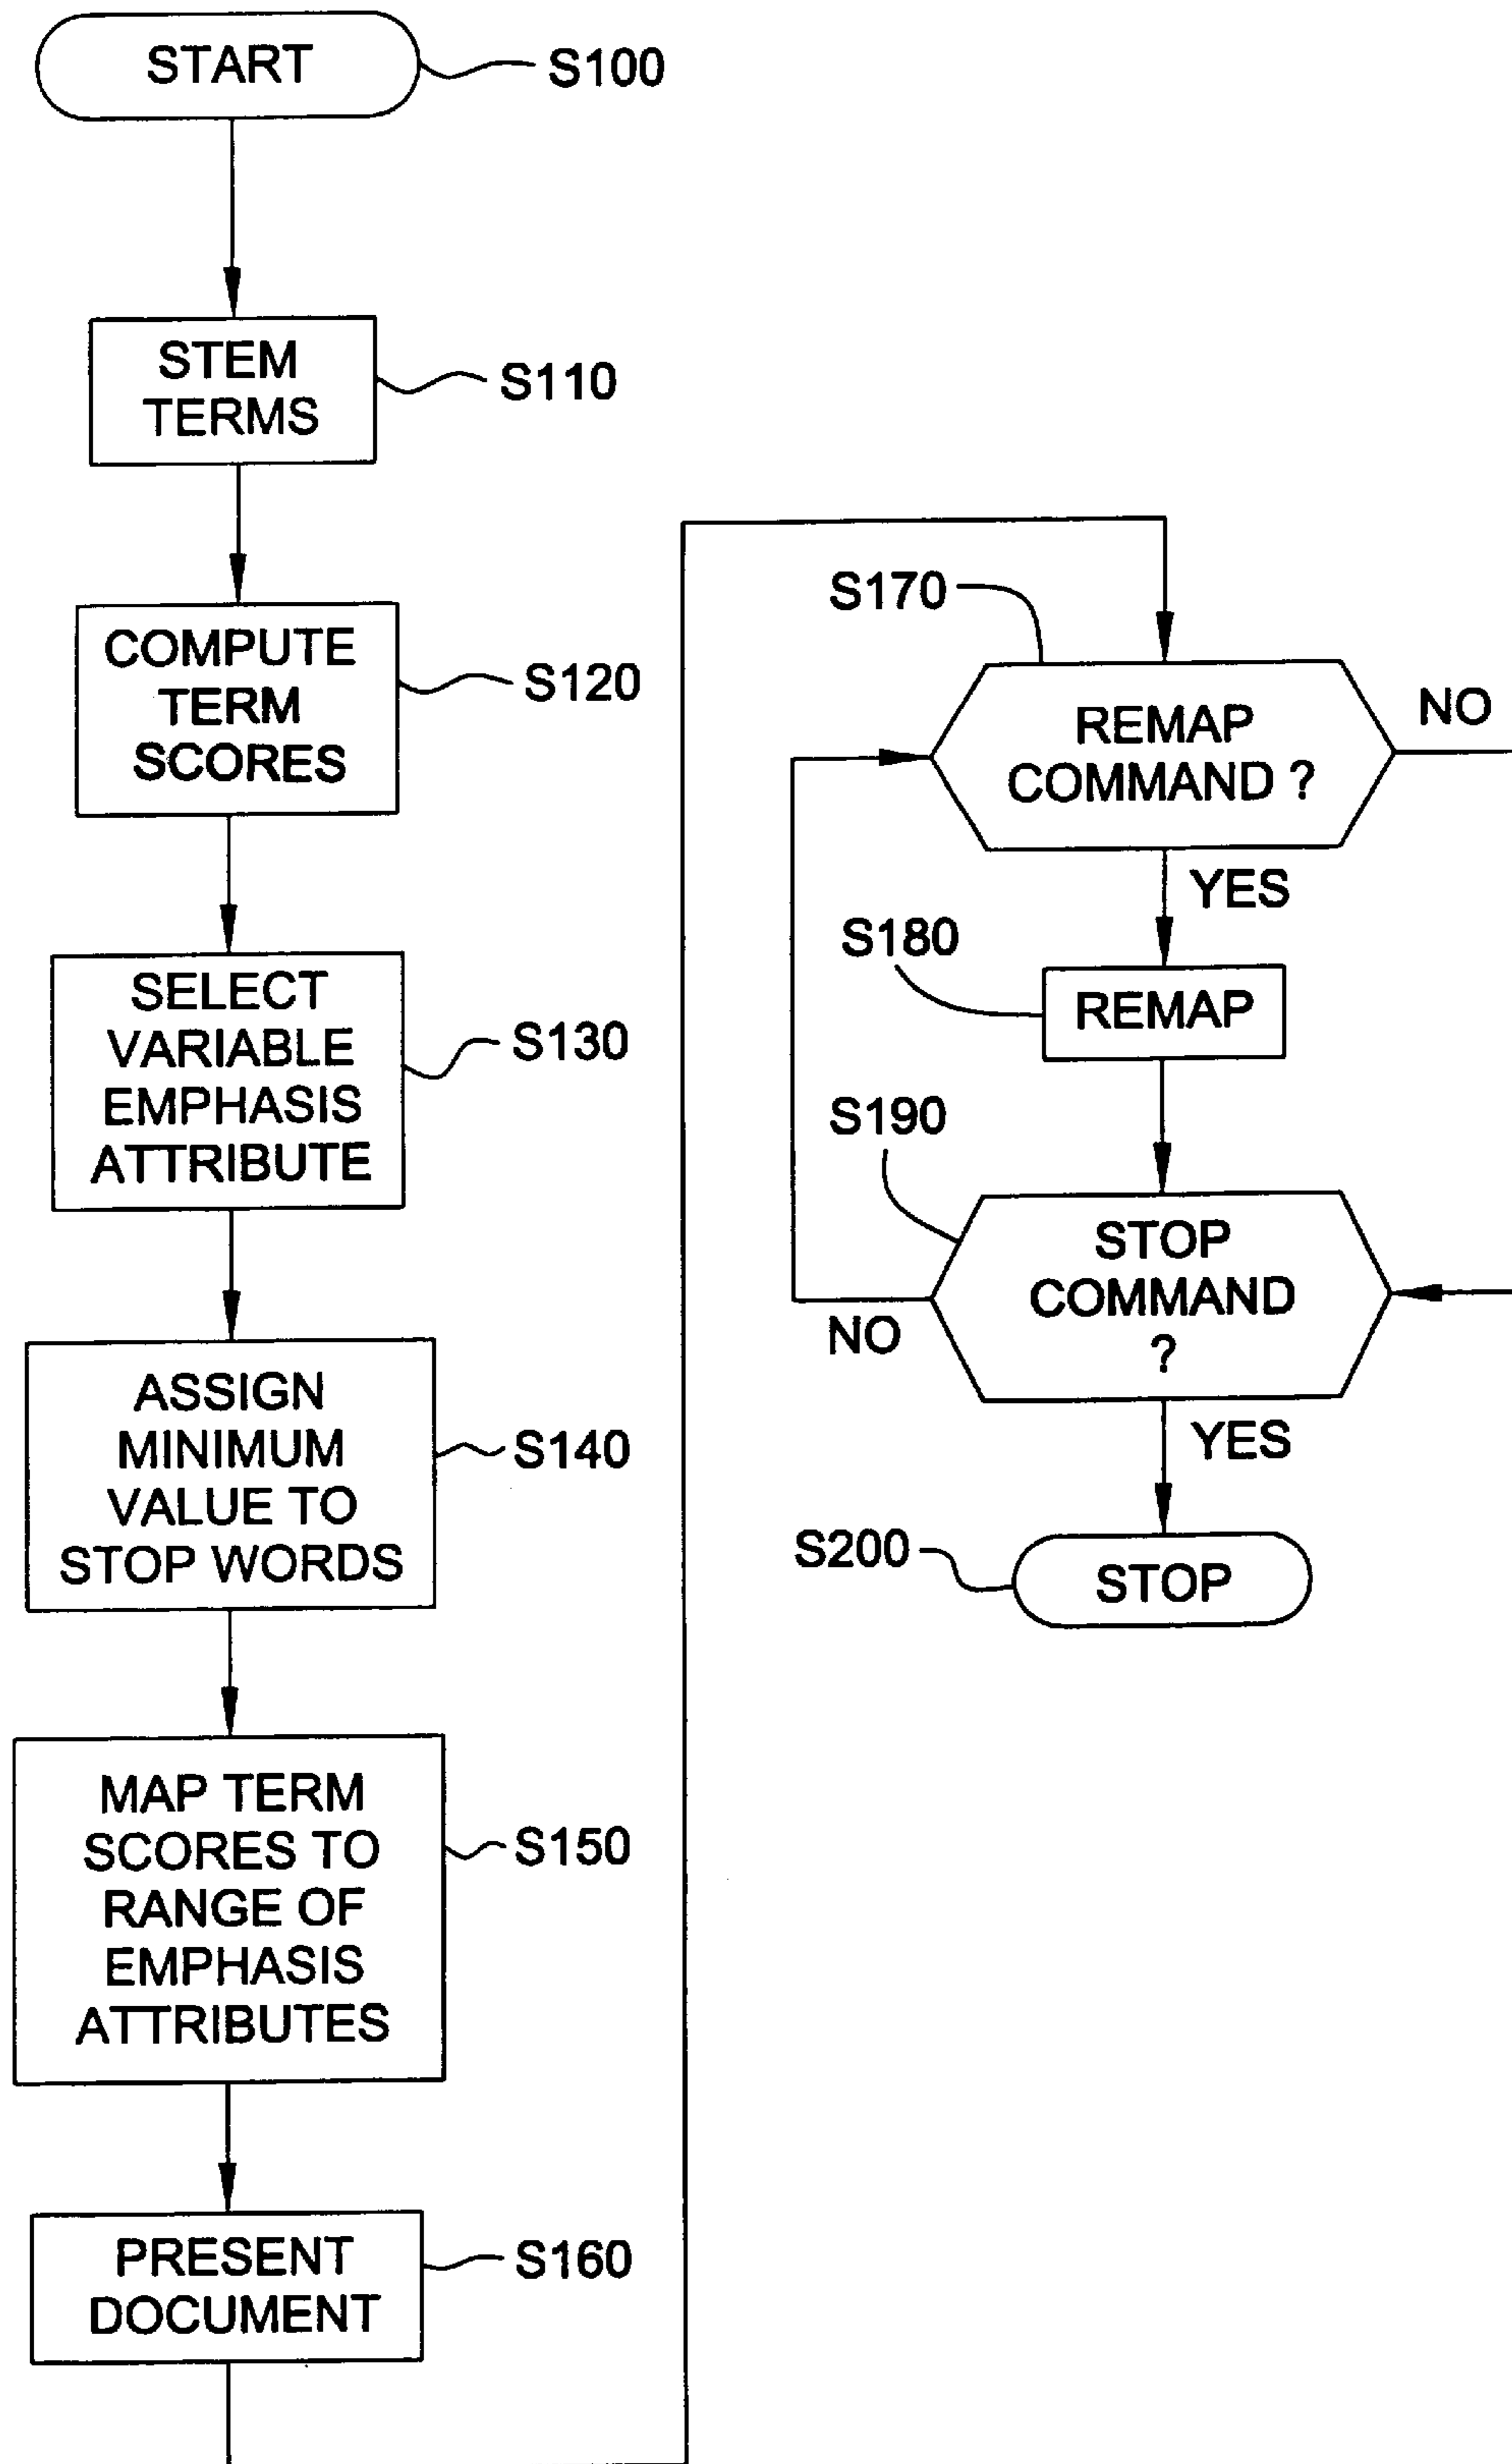 START
S100
STEM
TERMS
S110
COMPUTE
TERM
SCORES
S120
SELECT
VARIABLE
EMPHASIS
ATTRIBUTE
S130
ASSIGN
MINIMUM
VALUE TO
STOP WORDS
S140
MAP TERM
SCORES TO
RANGE OF
EMPHASIS
ATTRIBUTES
S150
PRESENT
DOCUMENT
S160
S170
REMAP
COMMAND ?
NO
YES
S180
REMAP
S190
STOP
COMMAND
?
NO
YES
S200
STOP